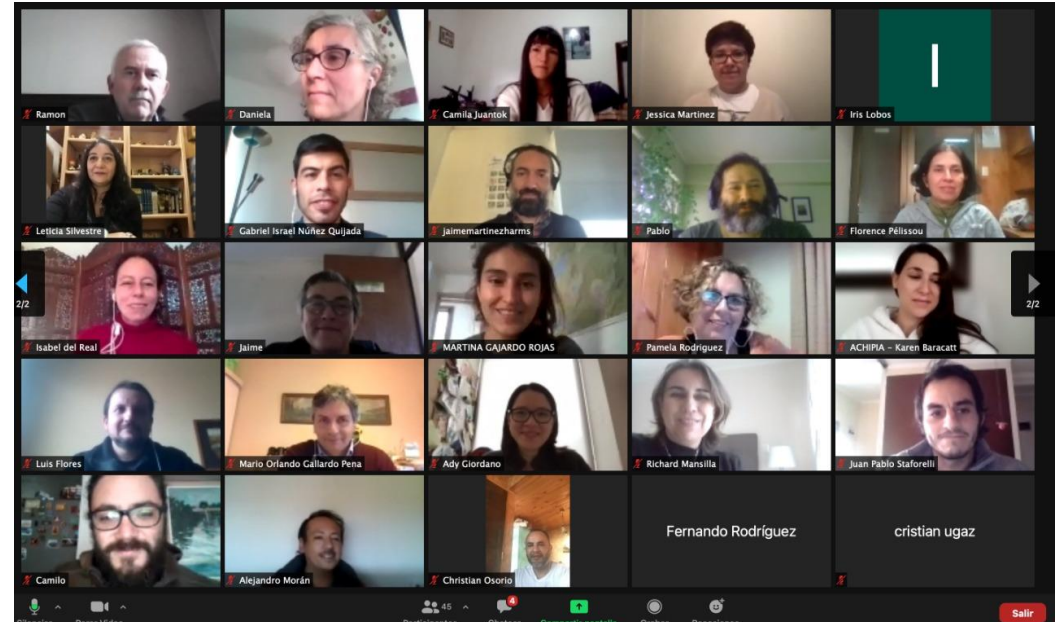 Ramon
Daniela
Camila Juantok
Jessica Martinez
I
Iris Lobos
Leticia Silvestre
Gabriel Israel Núñez Quijada
jaimemartinezharms
Pablo
Florence Pélissou
2/2
2/2
Isabel del Real
Jaime
MARTINA GAJARDO ROJAS
Pamela Rodriguez
ACHIPIA - Karen Baracatt
Luis Flores
Mario Orlando Gallardo Pena
Ady Giordano
Richard Mansilla
Juan Pablo Staforelli
Camilo
Alejandro Morán
Christian Osorio
Fernando Rodríguez
cristian ugaz
45
4
Salir